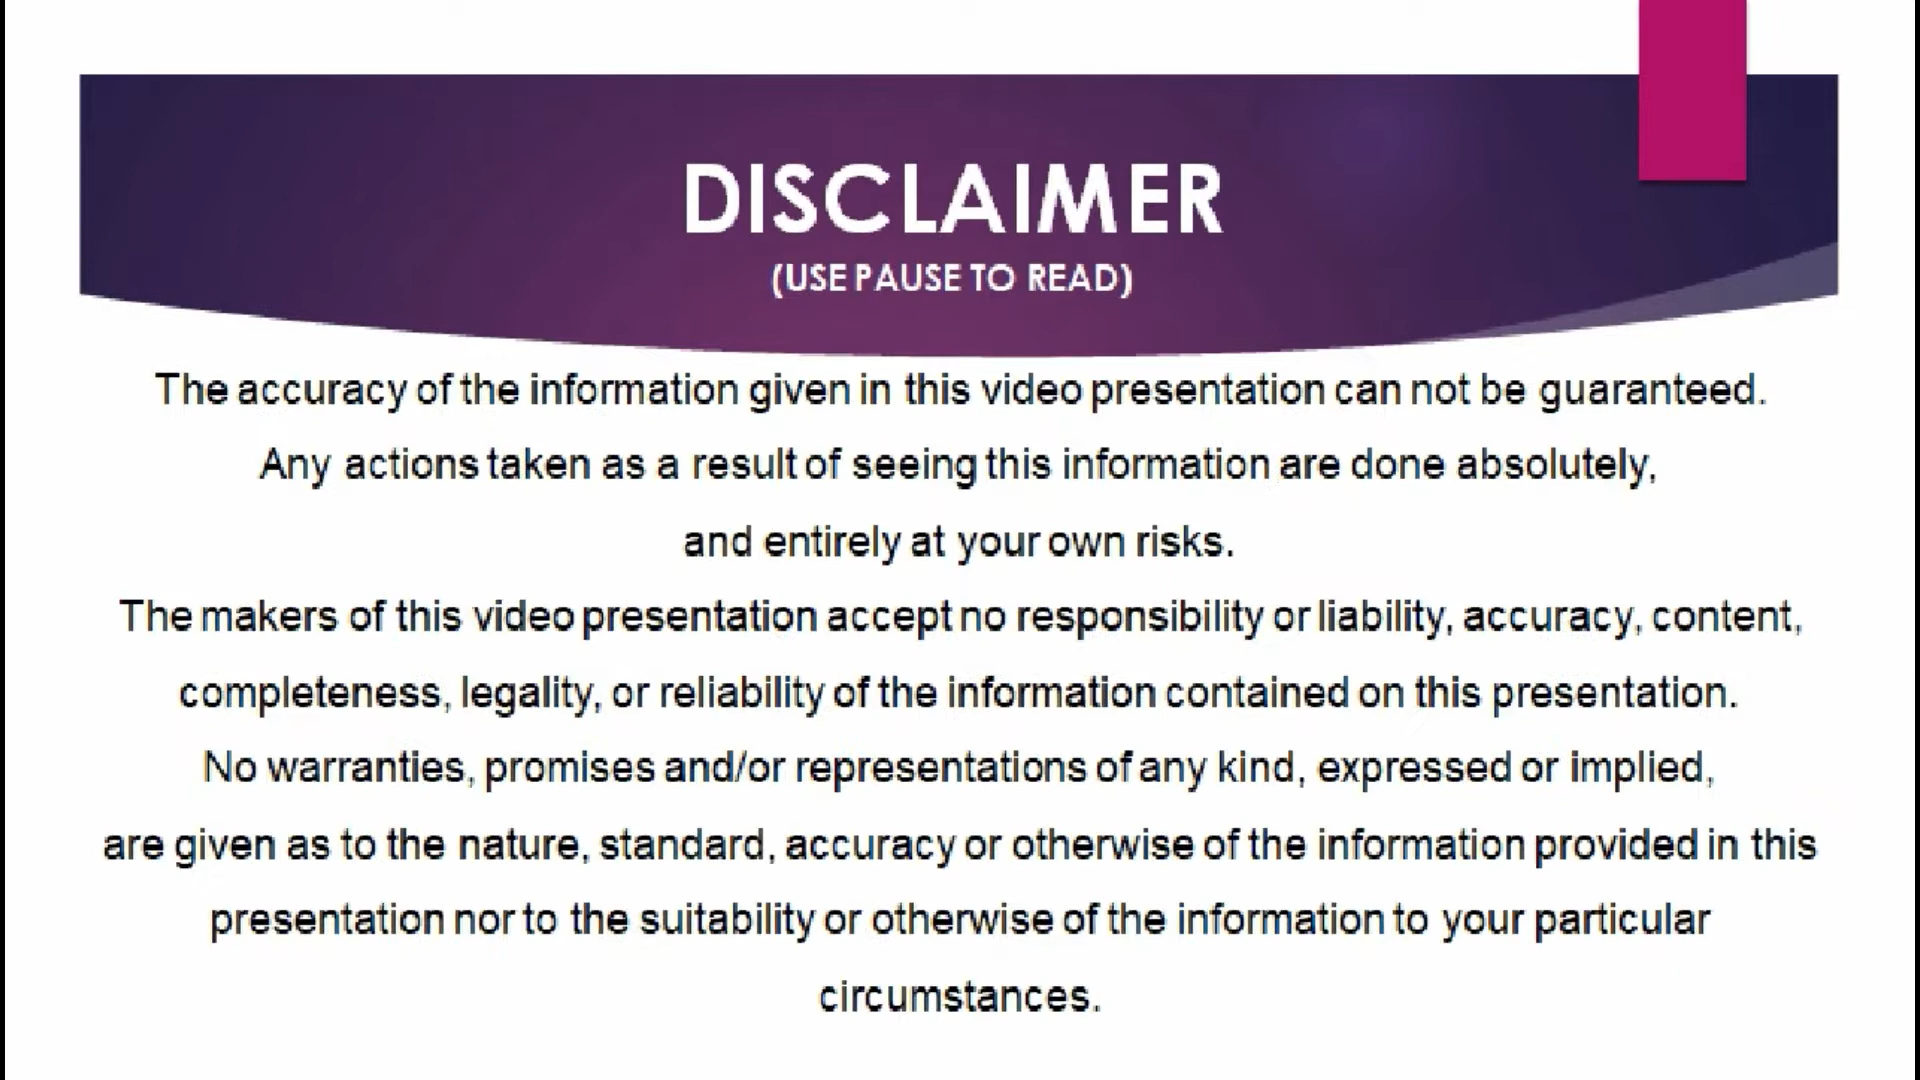 DISCLAIMER
(USE PAUSE TO READ)
The accuracy of the information given in this video presentation can not be guaranteed.
Any actions taken as a result of seeing this information are done absolutely,
and entirely at your own risks.
The makers of this video presentation accept no responsibility or liability, accuracy, content,
completeness, legality, or reliability of the information contained on this presentation.
No warranties, promises and/or representations of any kind, expressed or implied,
are given as to the nature, standard, accuracy or otherwise of the information provided in this
presentation nor to the suitability or otherwise of the information to your particular
circumstances.